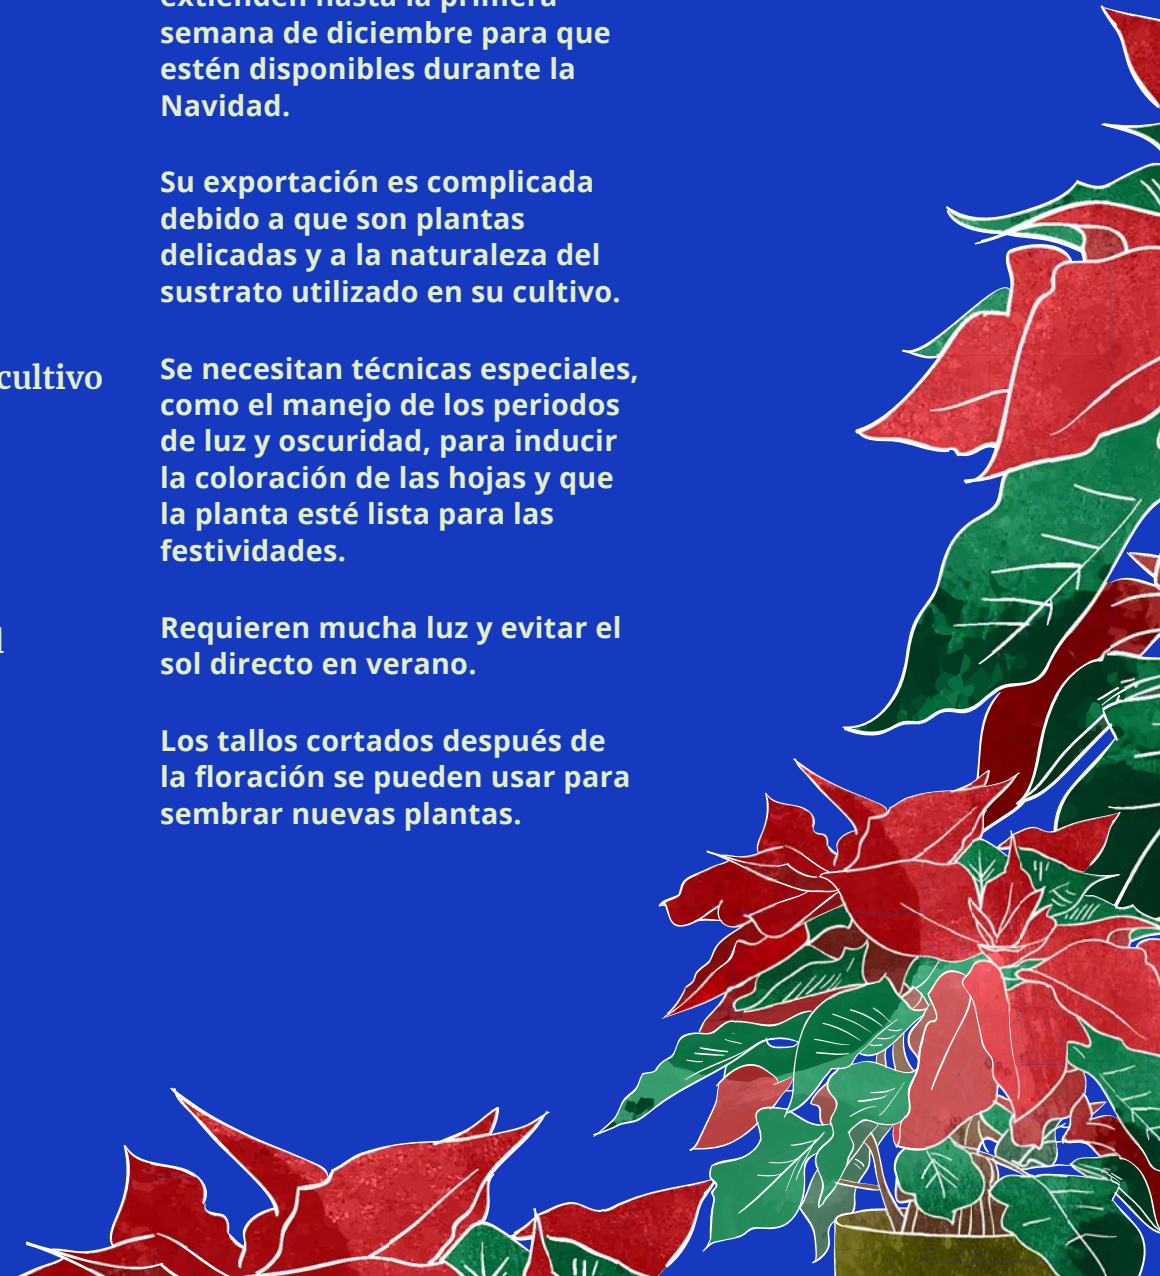 extienden hasta la primera
semana de diciembre para que
estén disponibles durante la
Navidad.
Su exportación es complicada
debido a que son plantas
delicadas y a la naturaleza del
sustrato utilizado en su cultivo.
cultivo
Se necesitan técnicas especiales,
como el manejo de los periodos
de luz y oscuridad, para inducir
la coloración de las hojas y que
la planta esté lista para las
festividades.
Requieren mucha luz y evitar el
sol directo en verano.
Los tallos cortados después de
la floración se pueden usar para
sembrar nuevas plantas.